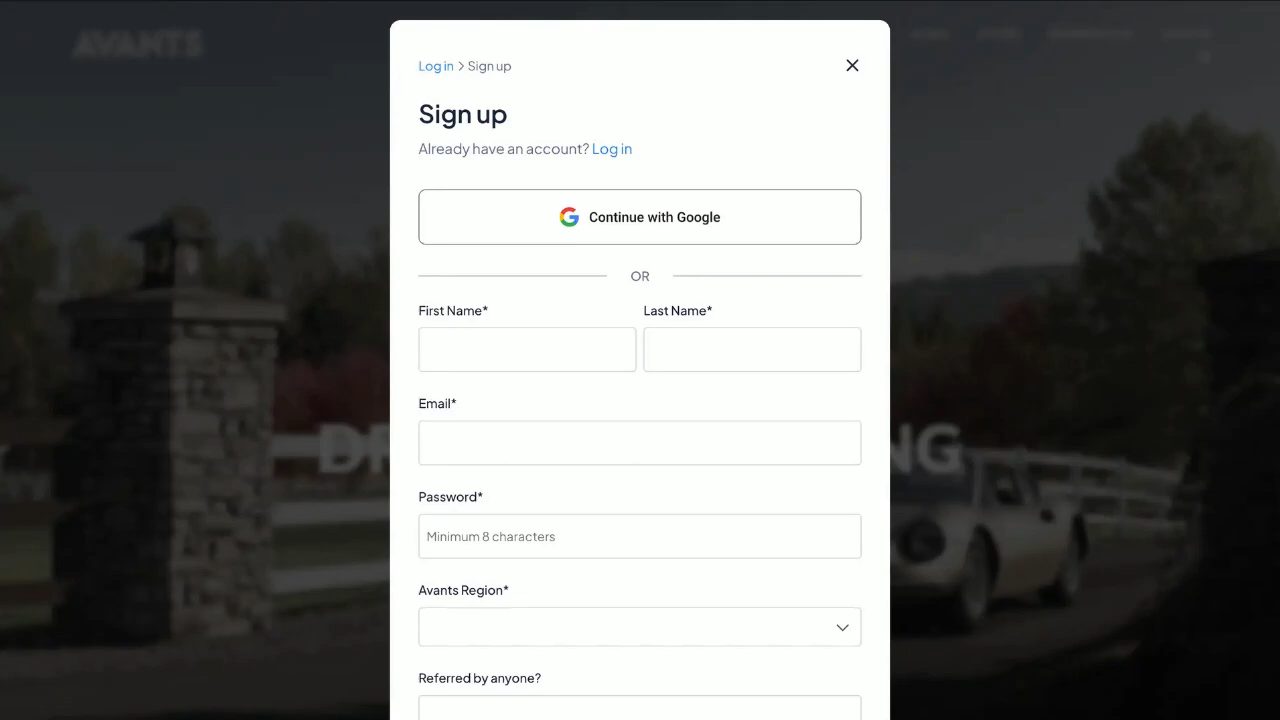 AVANTS
Log in > Sign up
Sign up
Already have an account? Log in
Continue with Google
OR
First Name*
Last Name*
Email*
Password*
Minimum 8 characters
Avants Region*
Referred by anyone?